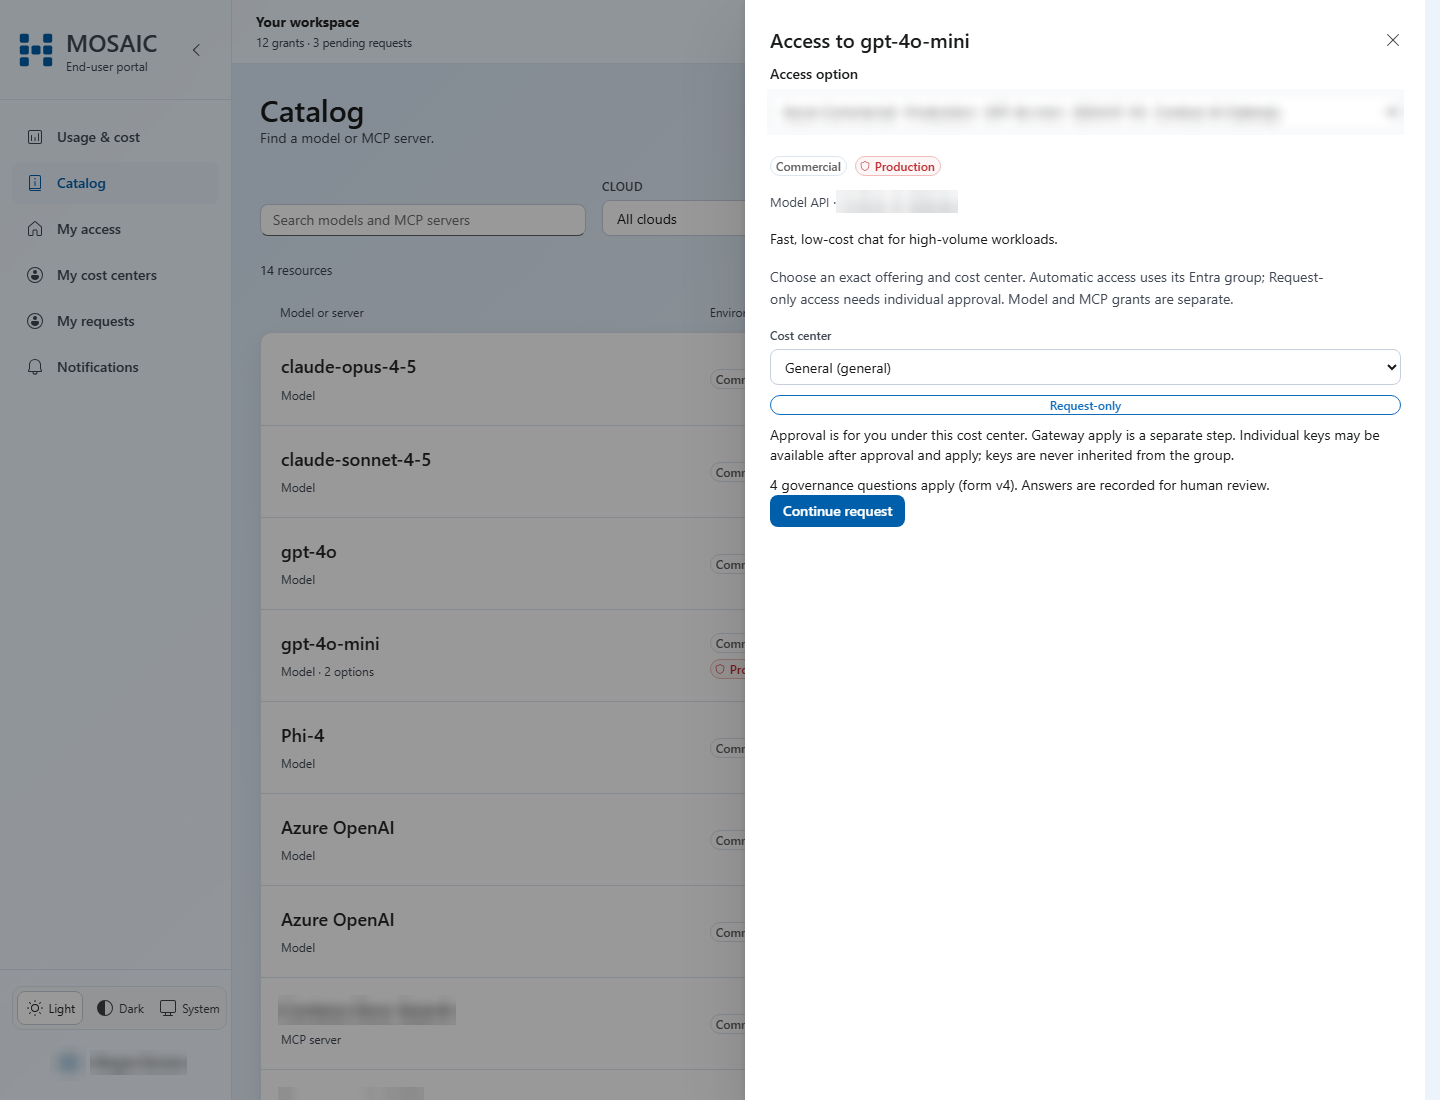 MOSAIC
End-user portal
Usage & cost
Catalog
My access
My cost centers
My requests
Notifications
Light
Dark
System
Your workspace
12 grants · 3 pending requests
Catalog
Find a model or MCP server.
CLOUD
Search models and MCP servers
All clouds
14 resources
Model or server
claude-opus-4-5
Model
claude-sonnet-4-5
Model
gpt-4o
Model
gpt-4o-mini
Model · 2 options
Phi-4
Model
Azure OpenAI
Model
Azure OpenAI
Model
MCP server
Access to gpt-4o-mini
Access option
Commercial
Production
Model API ·
Fast, low-cost chat for high-volume workloads.
Choose an exact offering and cost center. Automatic access uses its Entra group; Request-
only access needs individual approval. Model and MCP grants are separate.
Cost center
General (general)
Request-only
Approval is for you under this cost center. Gateway apply is a separate step. Individual keys may be
available after approval and apply; keys are never inherited from the group.
4 governance questions apply (form v4). Answers are recorded for human review.
Continue request